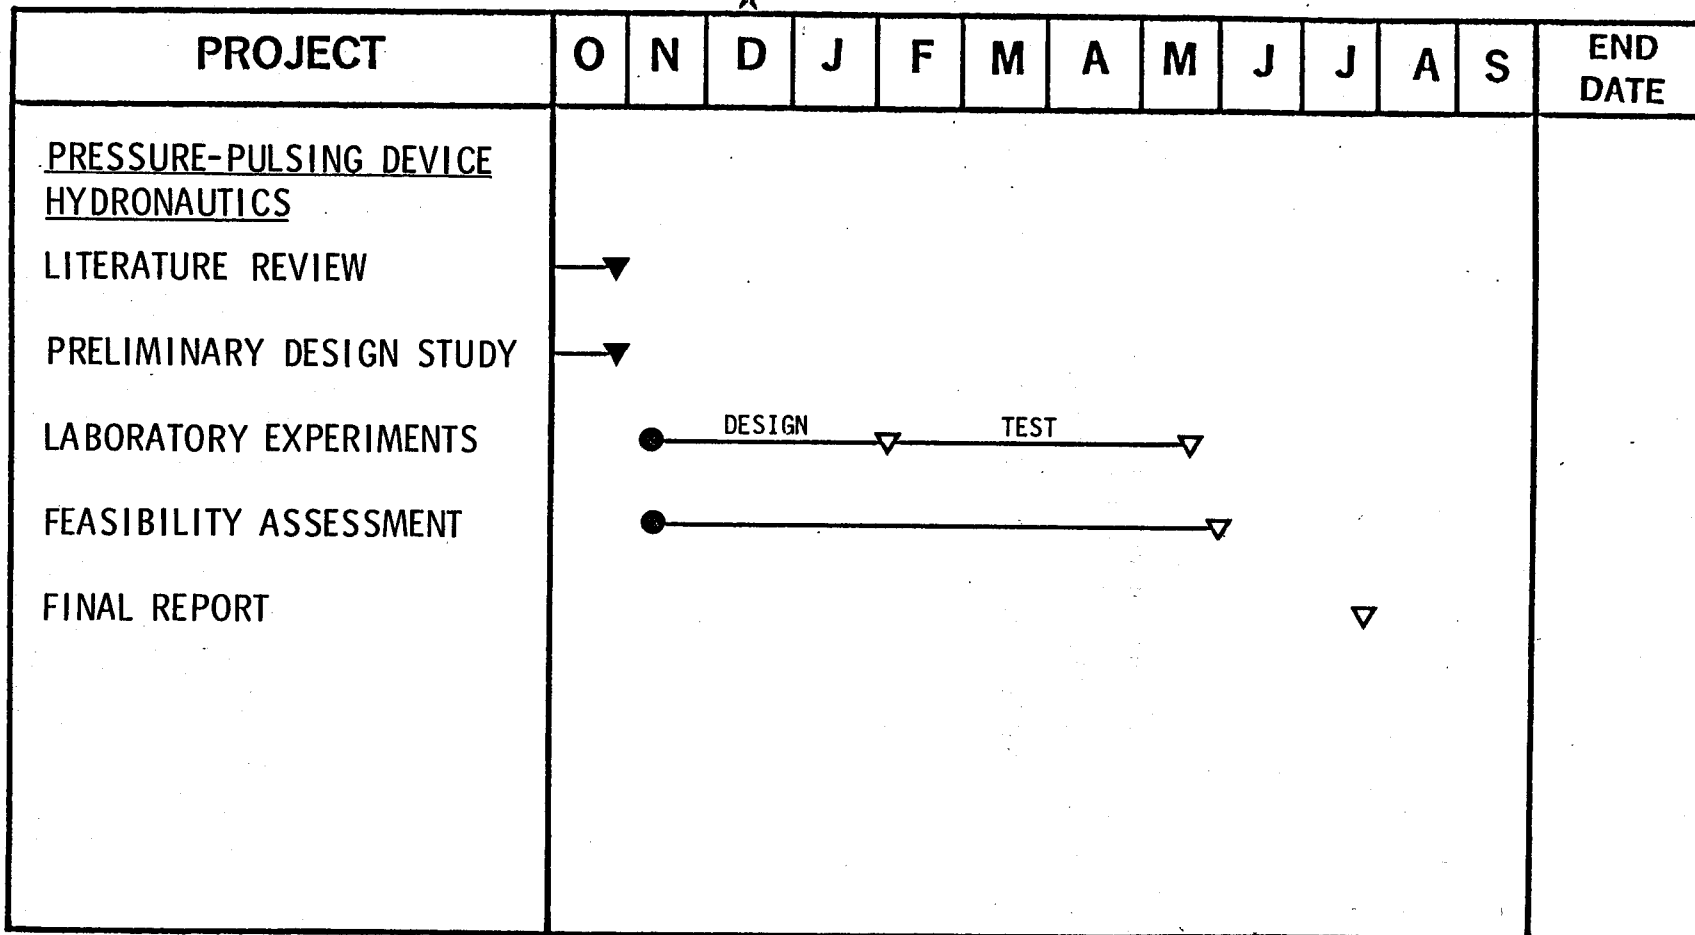 PROJECT O N D J F M A M J J A S END
DATE
PRESSURE-PULSING DEVICE
HYDRONAUTICS
LITERATURE REVIEW
PRELIMINARY DESIGN STUDY
LABORATORY EXPERIMENTS DESIGN TEST
FEASIBILITY ASSESSMENT
FINAL REPORT